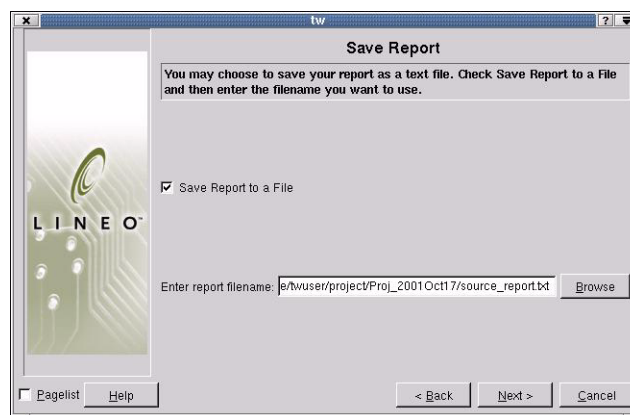 tw
?
Save Report
You may choose to save your report as a text file. Check Save Report to a File
and then enter the filename you want to use.
LINEO™
Save Report to a File
Enter report filename: e/twuser/project/Proj_2001Oct17/source_report.txt Browse
Pagelist Help < Back Next > Cancel